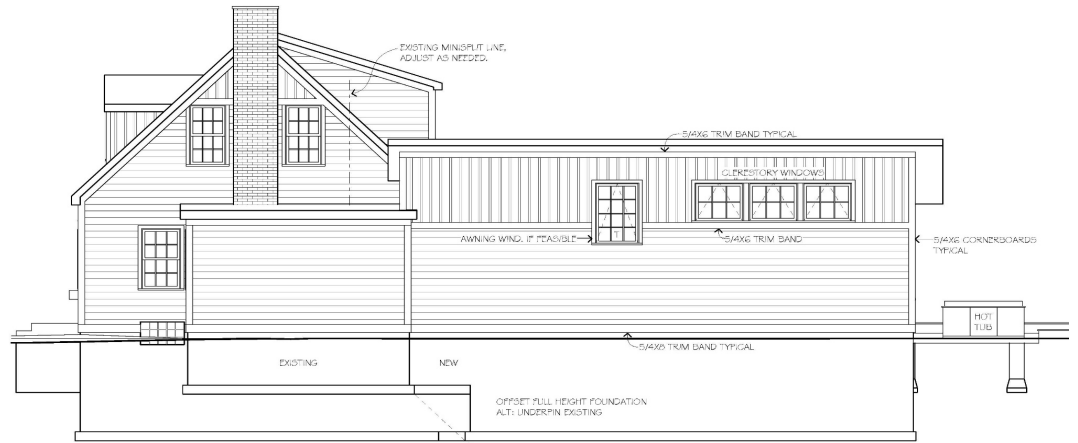 EXISTING MINISPLIT LINE,
ADJUST AS NEEDED.
5/4X6 TRIM BAND TYPICAL
CLERESTORY WINDOWS
AWNING WIND. IF FEASIBLE
T
5/4X6 TRIM BAND
5/4X6 CORNERBOARDS
TYPICAL
HOT
TUB
5/4X8 TRIM BAND TYPICAL
EXISTING
NEW
OFFSET FULL HEIGHT FOUNDATION
ALT: UNDERPIN EXISTING